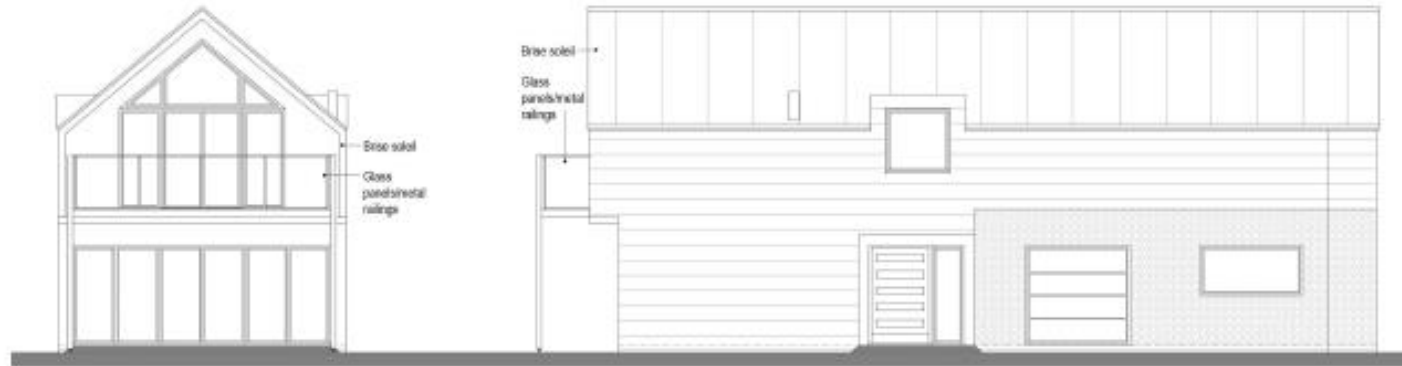 Brise soleil
Glass
panels/metal
railings
Brise soleil
Glass
panels/metal
railings